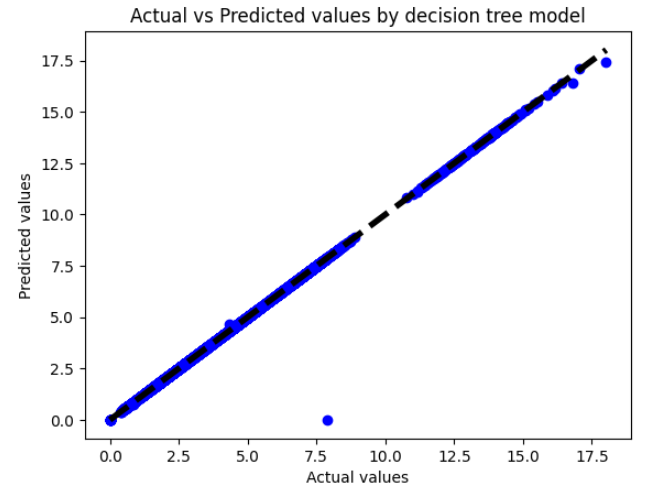 Actual vs Predicted values by decision tree model
17.5
15.0
12.5
10.0
7.5
5.0
2.5
0.0
Predicted values
0.0 2.5 5.0 7.5 10.0 12.5 15.0 17.5
Actual values